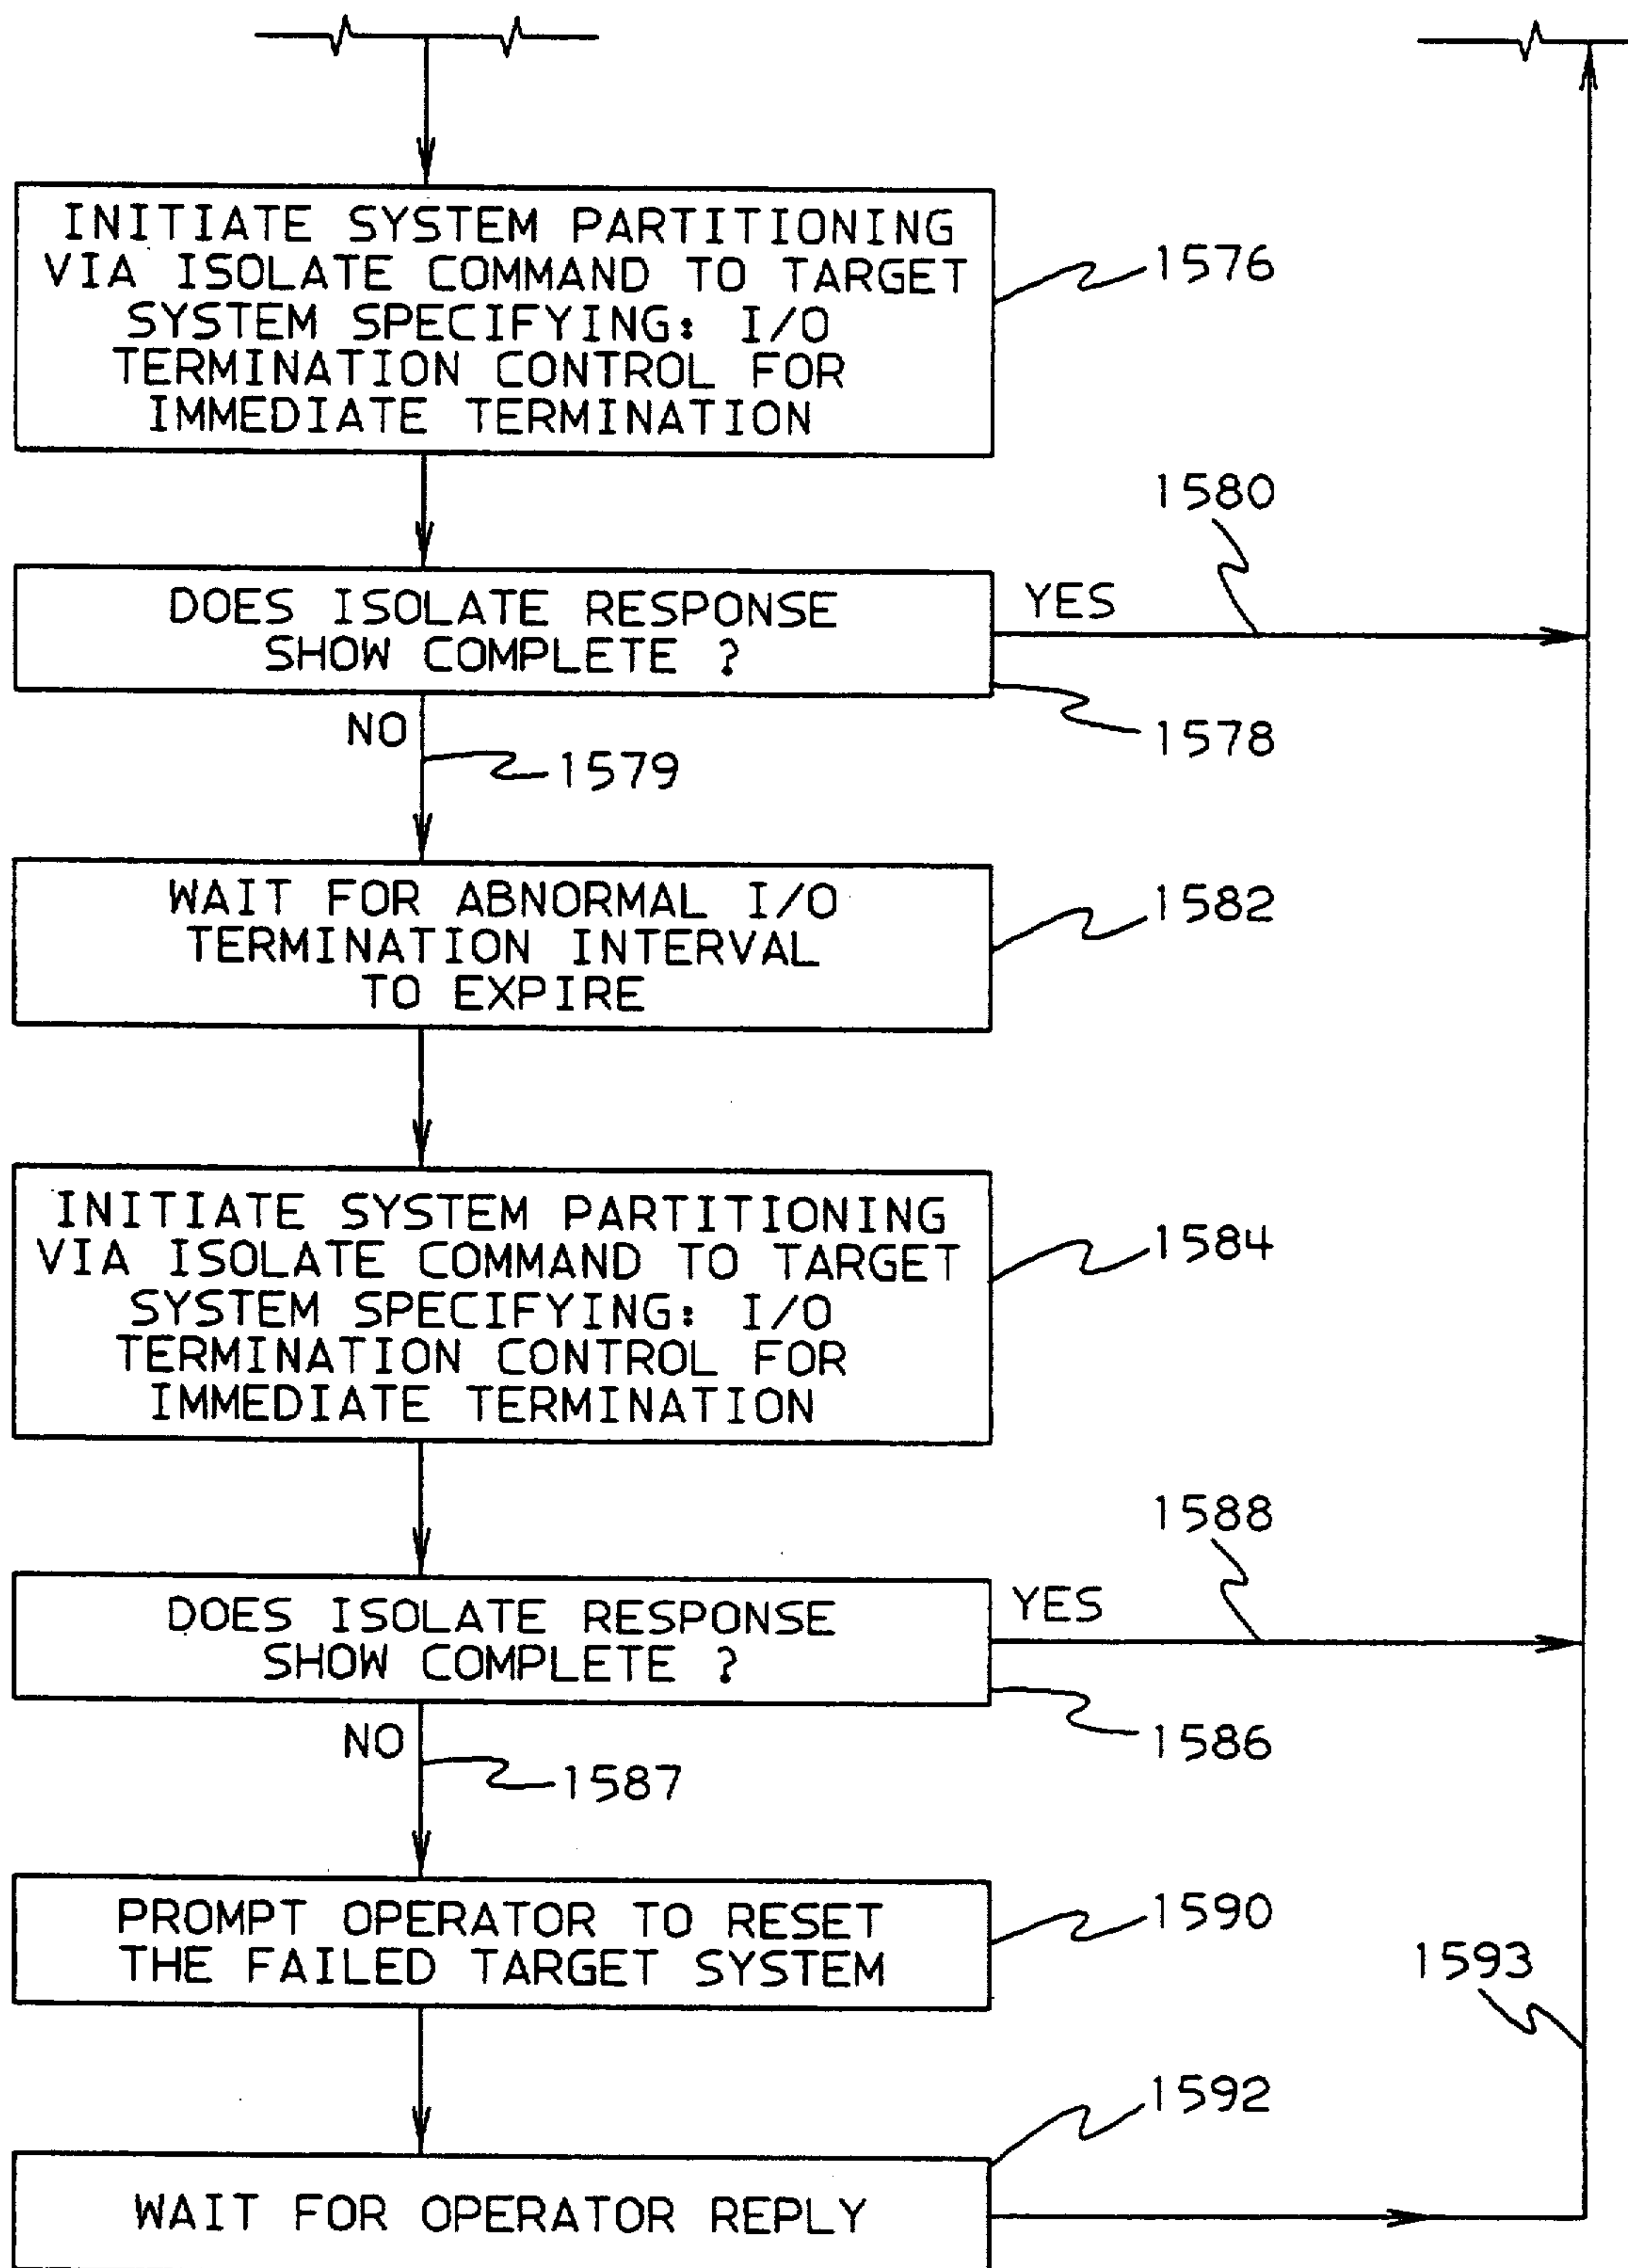 INITIATE SYSTEM PARTITIONING
VIA ISOLATE COMMAND TO TARGET
SYSTEM SPECIFYING: I/O
TERMINATION CONTROL FOR
IMMEDIATE TERMINATION
1576
1580
DOES ISOLATE RESPONSE
SHOW COMPLETE ?
YES
1578
NO
1579
WAIT FOR ABNORMAL I/O
TERMINATION INTERVAL
TO EXPIRE
1582
INITIATE SYSTEM PARTITIONING
VIA ISOLATE COMMAND TO TARGET
SYSTEM SPECIFYING: I/O
TERMINATION CONTROL FOR
IMMEDIATE TERMINATION
1584
1588
DOES ISOLATE RESPONSE
SHOW COMPLETE ?
YES
1586
NO
1587
PROMPT OPERATOR TO RESET
THE FAILED TARGET SYSTEM
1590
1593
1592
WAIT FOR OPERATOR REPLY